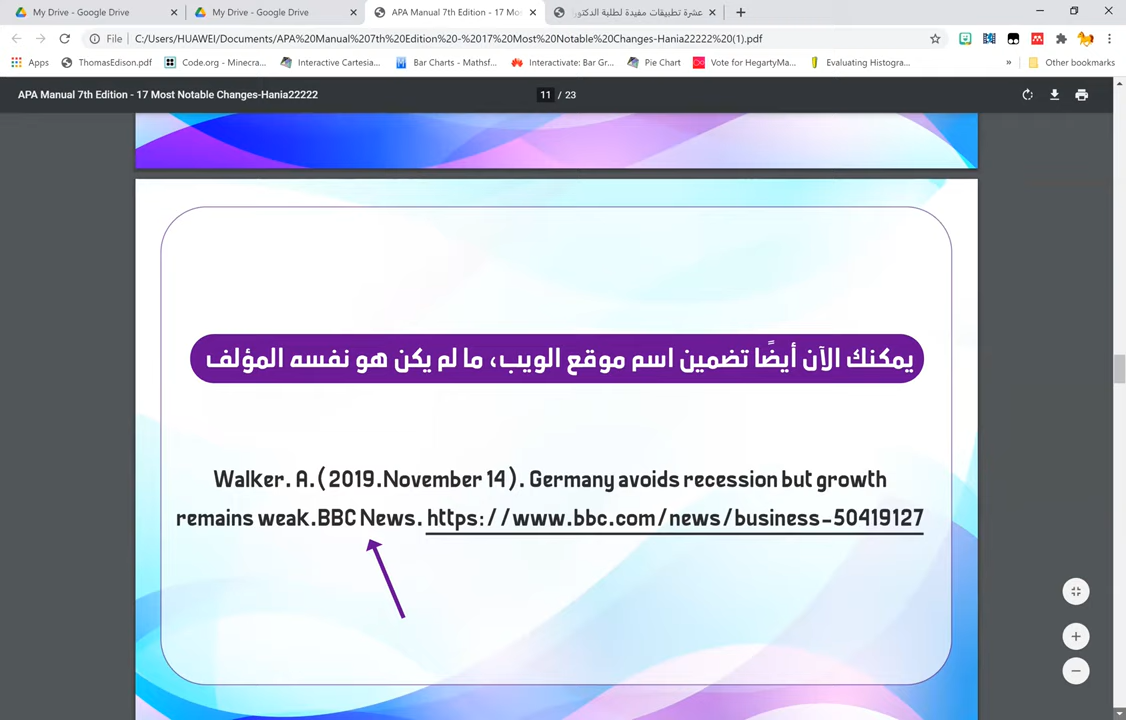 My Drive - Google Drive
My Drive - Google Drive
APA Manual 7th Edition - 17 Mos
عشرة تطبيقات مفيدة لطلبة الدكتورا
File
C:/Users/HUAWEI/Documents/APA%20Manual%207th%20Edition%20-%2017%20Most%20Notable%20Changes-Hania22222%20(1).pdf
Apps
ThomasEdison.pdf
Code.org - Minecra...
Interactive Cartesia...
Bar Charts - Mathsf...
Interactivate: Bar Gr...
Pie Chart
Vote for HegartyMa...
Evaluating Histogra...
»
Other bookmarks
APA Manual 7th Edition - 17 Most Notable Changes-Hania22222
11 / 23
يمكنك الآن أيضًا تضمين اسم موقع الويب، ما لم يكن هو نفسه المؤلف
Walker. A.(2019.November 14). Germany avoids recession but growth
remains weak.BBC News. https://www.bbc.com/news/business-50419127